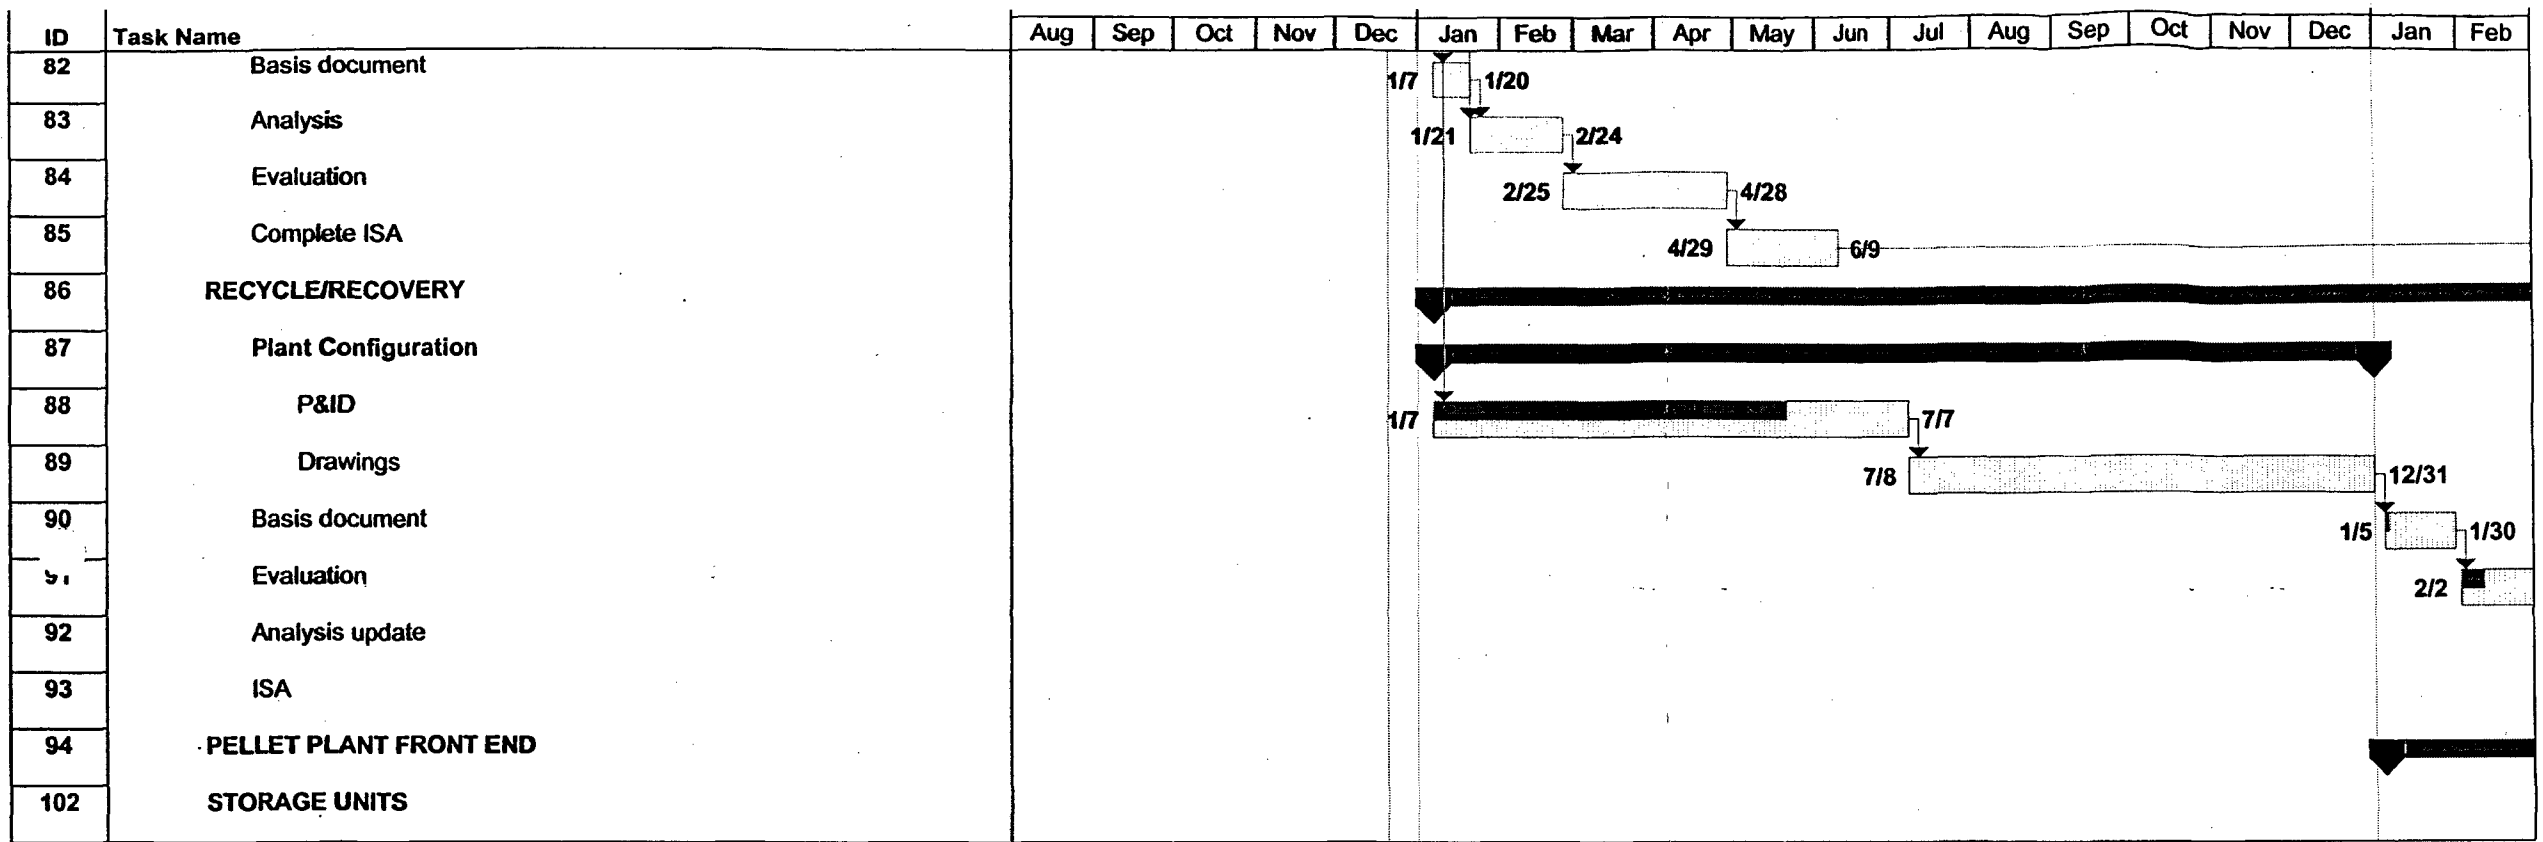 ID Task Name Aug Sep Oct Nov Dec Jan Feb Mar Apr May Jun Jul Aug Sep Oct Nov Dec Jan Feb
82 Basis document 1/7 1/20
83 Analysis 1/21 2/24
84 Evaluation 2/25 4/28
85 Complete ISA 4/29 6/9
86 RECYCLE/RECOVERY
87 Plant Configuration
88 P&ID 1/7 7/7
89 Drawings 7/8 12/31
90 Basis document 1/5 1/30
Evaluation 2/2
92 Analysis update
93 ISA
94 PELLET PLANT FRONT END
102 STORAGE UNITS